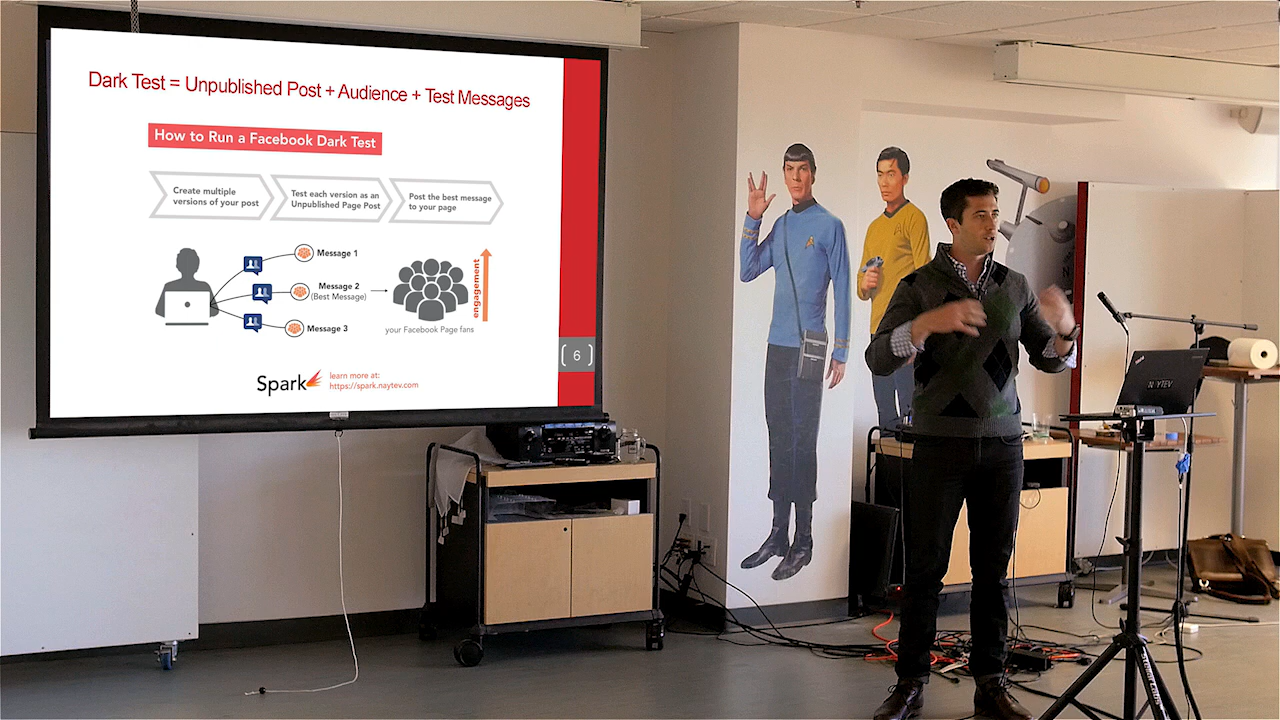 Dark Test = Unpublished Post + Audience + Test Messages
How to Run a Facebook Dark Test
Create multiple
versions of your post
Test each version as an
Unpublished Page Post
Post the best message
to your page
Message 1
Message 2
(Best Message)
Message 3
engagement
your Facebook Page fans
[ 6 ]
Spark
learn more at:
https://spark.naytev.com
NAYTEV